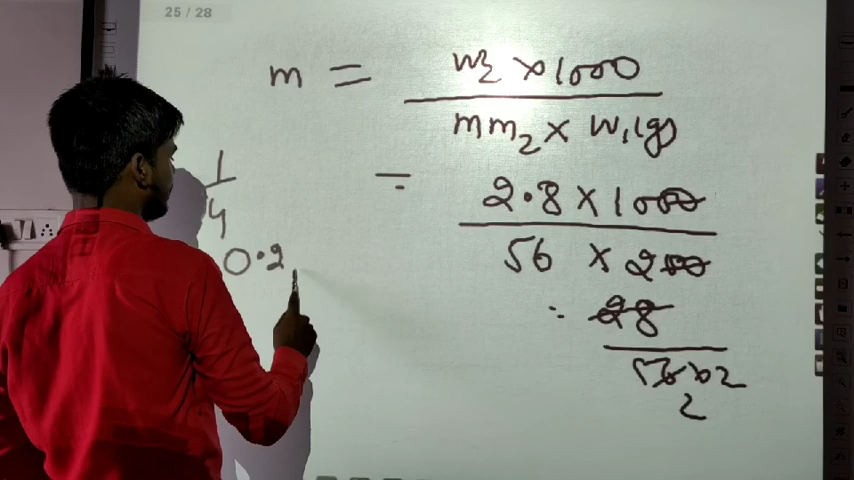 25 / 28
m = w2 × 1000
mm2 × w1(g)
= 2.8 × 1000
56 × 200
= 28
56 × 2
2
1
4
0.2